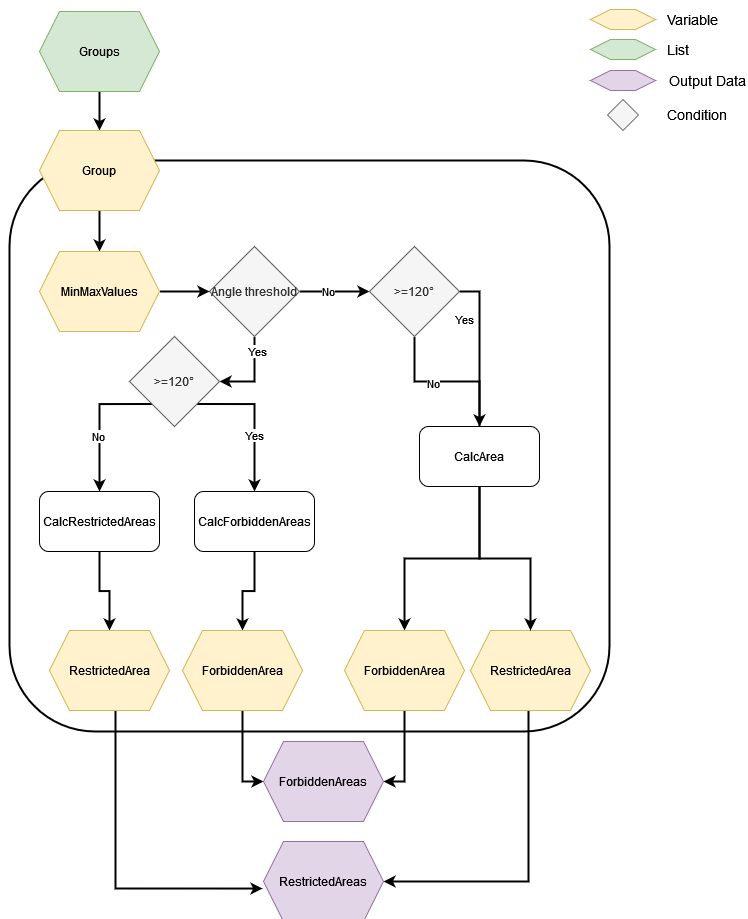 Groups
Variable
List
Output Data
Condition
Group
MinMaxValues
Angle threshold
No
>=120°
Yes
Yes
>=120°
No
No
Yes
CalcArea
CalcRestrictedAreas
CalcForbiddenAreas
RestrictedArea
ForbiddenArea
ForbiddenArea
RestrictedArea
ForbiddenAreas
RestrictedAreas